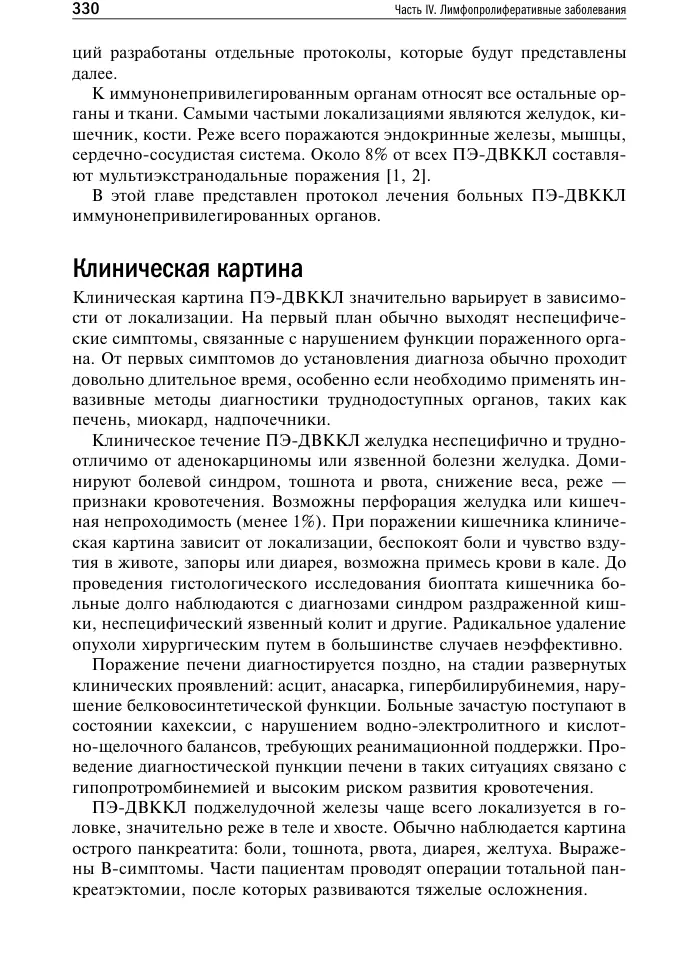 330
Часть IV. Лимфопролиферативные заболевания
ций разработаны отдельные протоколы, которые будут представлены
далее.
К иммунонепривилегированным органам относят все остальные ор-
ганы и ткани. Самыми частыми локализациями являются желудок, ки-
шечник, кости. Реже всего поражаются эндокринные железы, мышцы,
сердечно-сосудистая система. Около 8% от всех ПЭ-ДВККЛ составля-
ют мультиэкстранодальные поражения [1, 2].
В этой главе представлен протокол лечения больных ПЭ-ДВККЛ
иммунонепривилегированных органов.
Клиническая картина
Клиническая картина ПЭ-ДВККЛ значительно варьирует в зависимо-
сти от локализации. На первый план обычно выходят неспецифиче-
ские симптомы, связанные с нарушением функции пораженного орга-
на. От первых симптомов до установления диагноза обычно проходит
довольно длительное время, особенно если необходимо применять ин-
вазивные методы диагностики труднодоступных органов, таких как
печень, миокард, надпочечники.
Клиническое течение ПЭ-ДВККЛ желудка неспецифично и трудно-
отличимо от аденокарциномы или язвенной болезни желудка. Доми-
нируют болевой синдром, тошнота и рвота, снижение веса, реже —
признаки кровотечения. Возможны перфорация желудка или кишеч-
ная непроходимость (менее 1%). При поражении кишечника клиниче-
ская картина зависит от локализации, беспокоят боли и чувство взду-
тия в животе, запоры или диарея, возможна примесь крови в кале. До
проведения гистологического исследования биоптата кишечника бо-
льные долго наблюдаются с диагнозами синдром раздраженной киш-
ки, неспецифический язвенный колит и другие. Радикальное удаление
опухоли хирургическим путем в большинстве случаев неэффективно.
Поражение печени диагностируется поздно, на стадии развернутых
клинических проявлений: асцит, анасарка, гипербилирубинемия, нару-
шение белковосинтетической функции. Больные зачастую поступают в
состоянии кахексии, с нарушением водно-электролитного и кислот-
но-щелочного балансов, требующих реанимационной поддержки. Про-
ведение диагностической пункции печени в таких ситуациях связано с
гипопротромбинемией и высоким риском развития кровотечения.
ПЭ-ДВККЛ поджелудочной железы чаще всего локализуется в го-
ловке, значительно реже в теле и хвосте. Обычно наблюдается картина
острого панкреатита: боли, тошнота, рвота, диарея, желтуха. Выраже-
ны В-симптомы. Части пациентам проводят операции тотальной пан-
креатэктомии, после которых развиваются тяжелые осложнения.